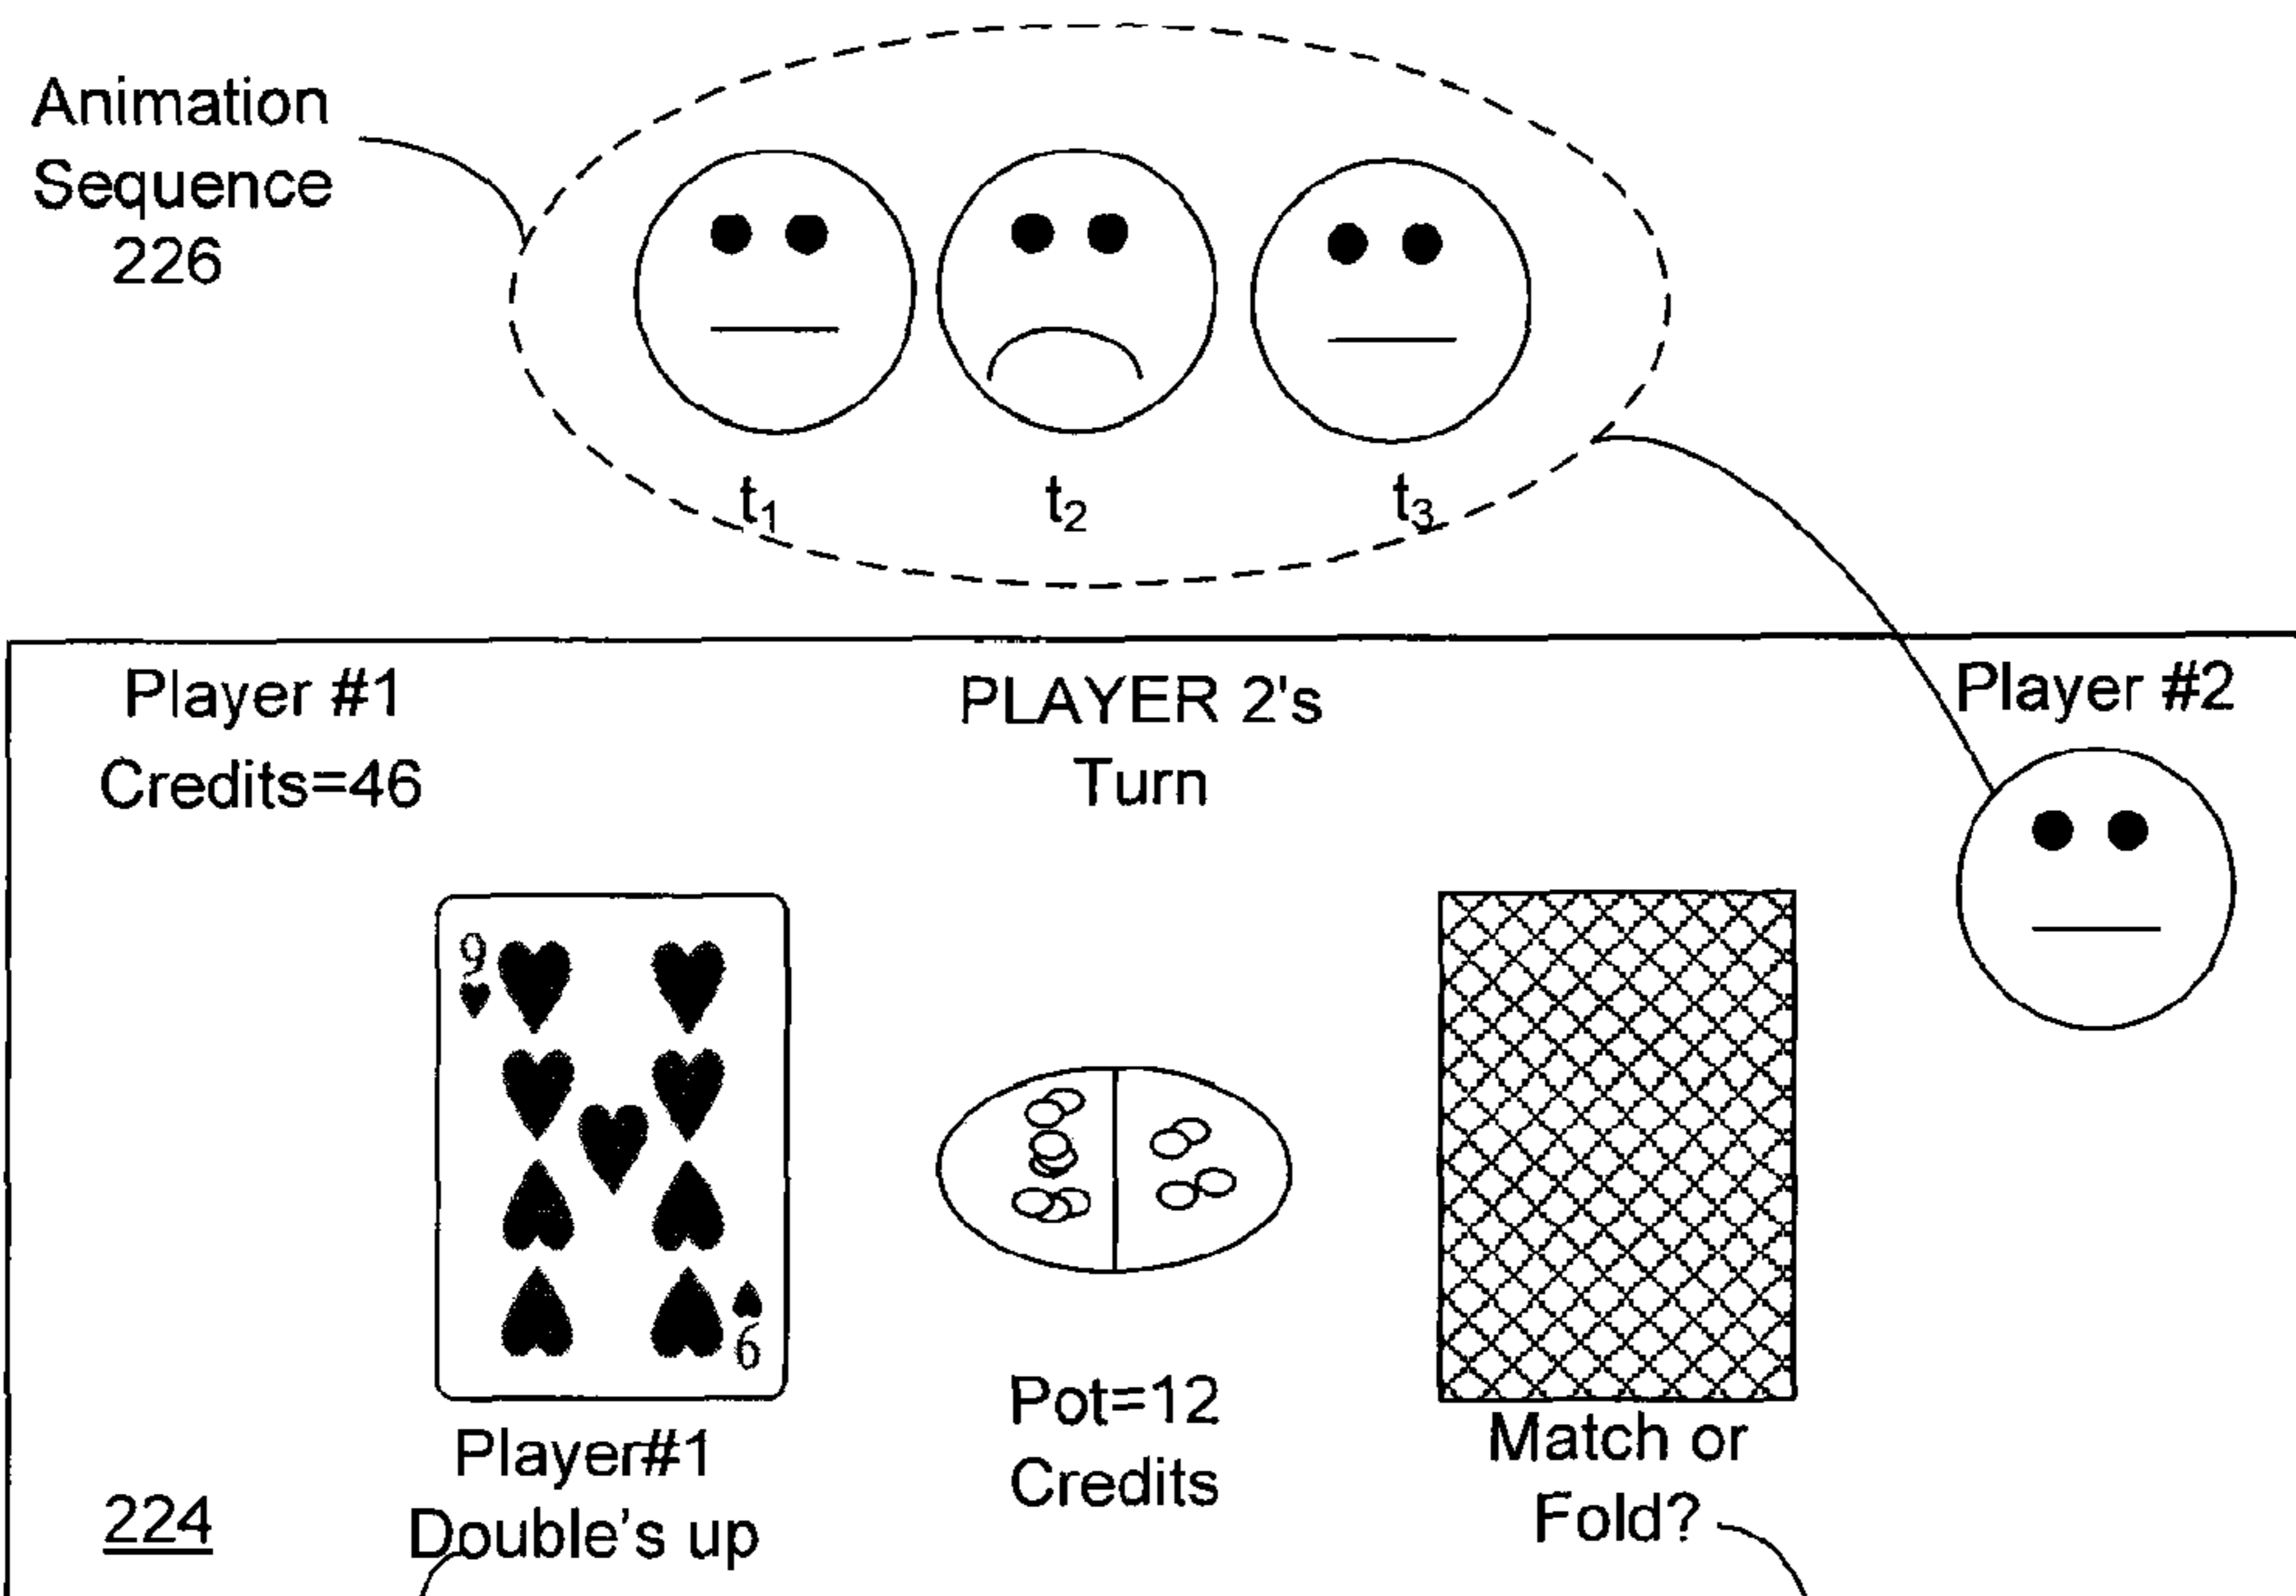 Animation
Sequence
226
t1
t2
t3
Player #1
Credits=46
PLAYER 2's
Turn
Player #2
9
9
Pot=12
Credits
Player#1
Double's up
Match or
Fold?
224